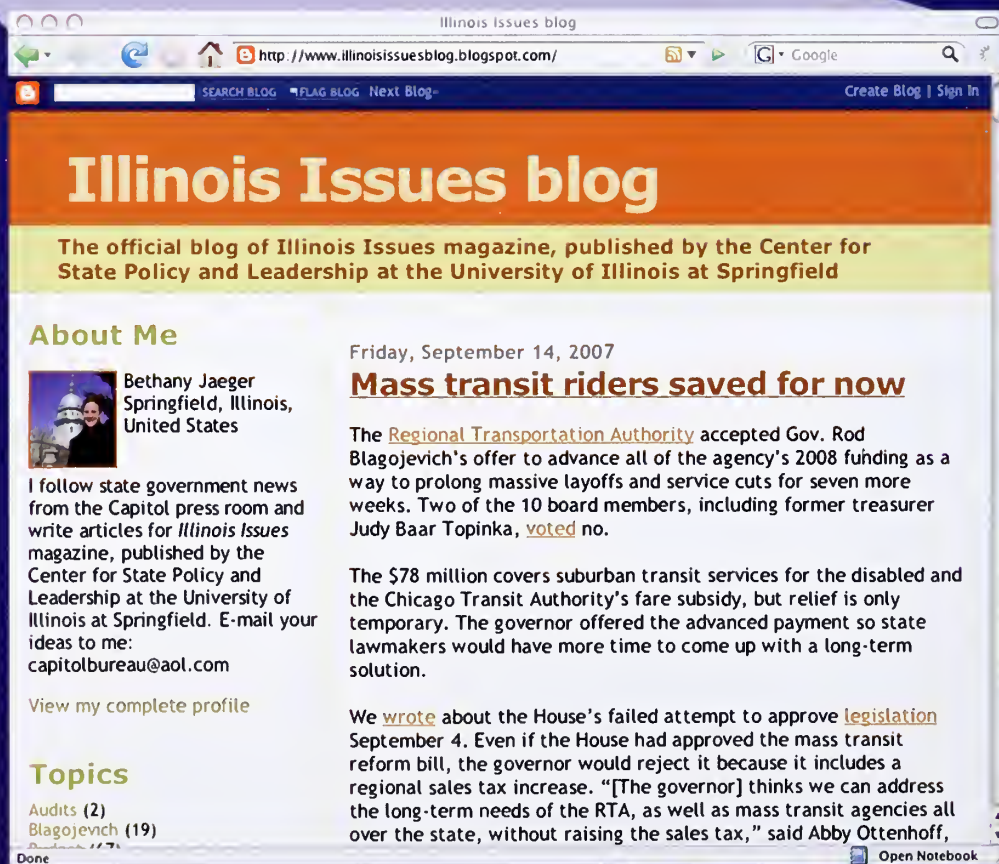 Illinois Issues blog
http://www.illinoisissuesblog.blogspot.com/
G Google
SEARCH BLOG FLAG BLOG Next Blog» Create Blog | Sign In
Illinois Issues blog
The official blog of Illinois Issues magazine, published by the Center for
State Policy and Leadership at the University of Illinois at Springfield
About Me
Bethany Jaeger
Springfield, Illinois,
United States
I follow state government news
from the Capitol press room and
write articles for Illinois Issues
magazine, published by the
Center for State Policy and
Leadership at the University of
Illinois at Springfield. E-mail your
ideas to me:
capitolbureau@aol.com
View my complete profile
Topics
Audits (2)
Blagojevich (19)
Friday, September 14, 2007
Mass transit riders saved for now
The Regional Transportation Authority accepted Gov. Rod
Blagojevich's offer to advance all of the agency's 2008 funding as a
way to prolong massive layoffs and service cuts for seven more
weeks. Two of the 10 board members, including former treasurer
Judy Baar Topinka, voted no.
The $78 million covers suburban transit services for the disabled and
the Chicago Transit Authority's fare subsidy, but relief is only
temporary. The governor offered the advanced payment so state
lawmakers would have more time to come up with a long-term
solution.
We wrote about the House's failed attempt to approve legislation
September 4. Even if the House had approved the mass transit
reform bill, the governor would reject it because it includes a
regional sales tax increase. “[The governor] thinks we can address
the long-term needs of the RTA, as well as mass transit agencies all
over the state, without raising the sales tax,” said Abby Ottenhoff,
Done
Open Notebook